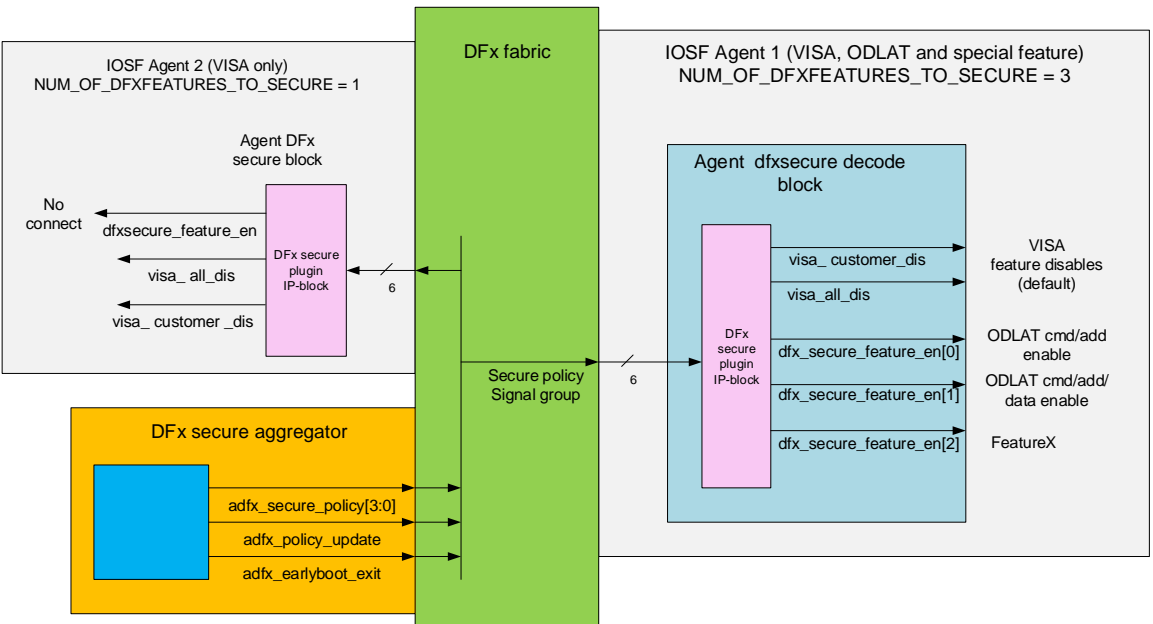 DFx fabric
IOSF Agent 2 (VISA only)
NUM_OF_DFXFEATURES_TO_SECURE = 1
Agent DFx
secure block
No
connect
dfxsecure_feature_en
visa_ all_dis
visa_ customer _dis
DFx secure
plugin
IP-block
6
Secure policy
Signal group
DFx secure aggregator
adfx_secure_policy[3:0]
adfx_policy_update
adfx_earlyboot_exit
IOSF Agent 1 (VISA, ODLAT and special feature)
NUM_OF_DFXFEATURES_TO_SECURE = 3
Agent dfxsecure decode
block
6
DFx
secure
plugin
IP-block
visa_ customer_dis
visa_all_dis
dfx_secure_feature_en[0]
dfx_secure_feature_en[1]
dfx_secure_feature_en[2]
VISA
feature disables
(default)
ODLAT cmd/add
enable
ODLAT cmd/add/
data enable
FeatureX